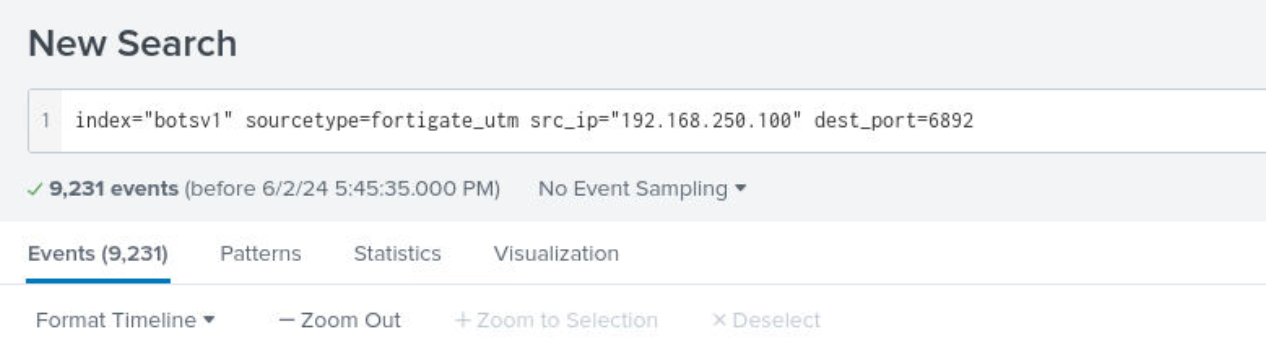 New Search
1 index="botsv1" sourcetype=fortigate_utm src_ip="192.168.250.100" dest_port=6892
✓ 9,231 events (before 6/2/24 5:45:35.000 PM) No Event Sampling ▼
Events (9,231) Patterns Statistics Visualization
Format Timeline ▼ — Zoom Out + Zoom to Selection × Deselect